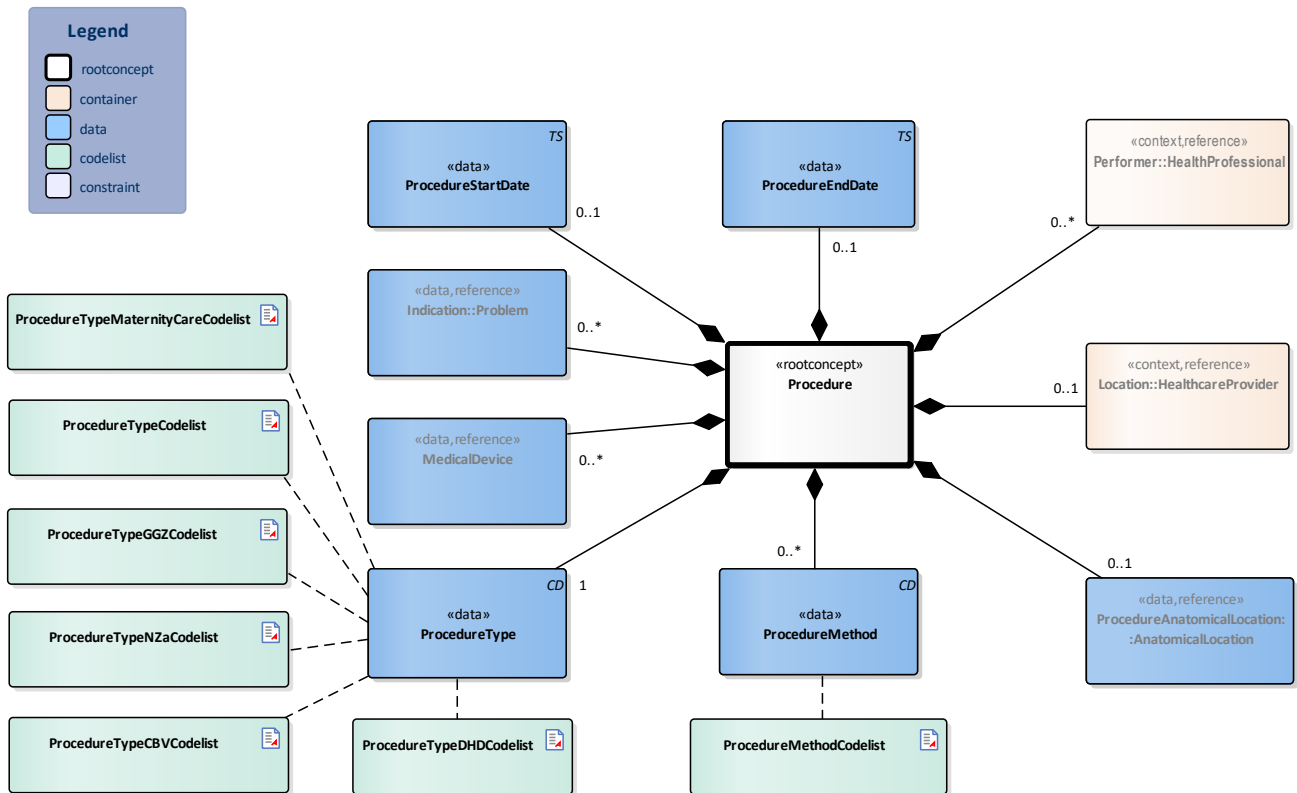 Legend
rootconcept
container
data
codelist
constraint
TS
«data»
ProcedureStartDate
0..1
TS
«data»
ProcedureEndDate
0..1
«context,reference»
Performer::HealthProfessional
0..*
«data,reference»
Indication::Problem
0..*
«rootconcept»
Procedure
«context,reference»
Location::HealthcareProvider
0..1
«data,reference»
MedicalDevice
0..*
ProcedureTypeMaternityCareCodelist
ProcedureTypeCodelist
ProcedureTypeGGZCodelist
ProcedureTypeNZaCodelist
ProcedureTypeCBVCodelist
CD
«data»
ProcedureType
1
0..*
CD
«data»
ProcedureMethod
0..1
«data,reference»
ProcedureAnatomicalLocation:
:AnatomicalLocation
ProcedureTypeDHDCodelist
ProcedureMethodCodelist